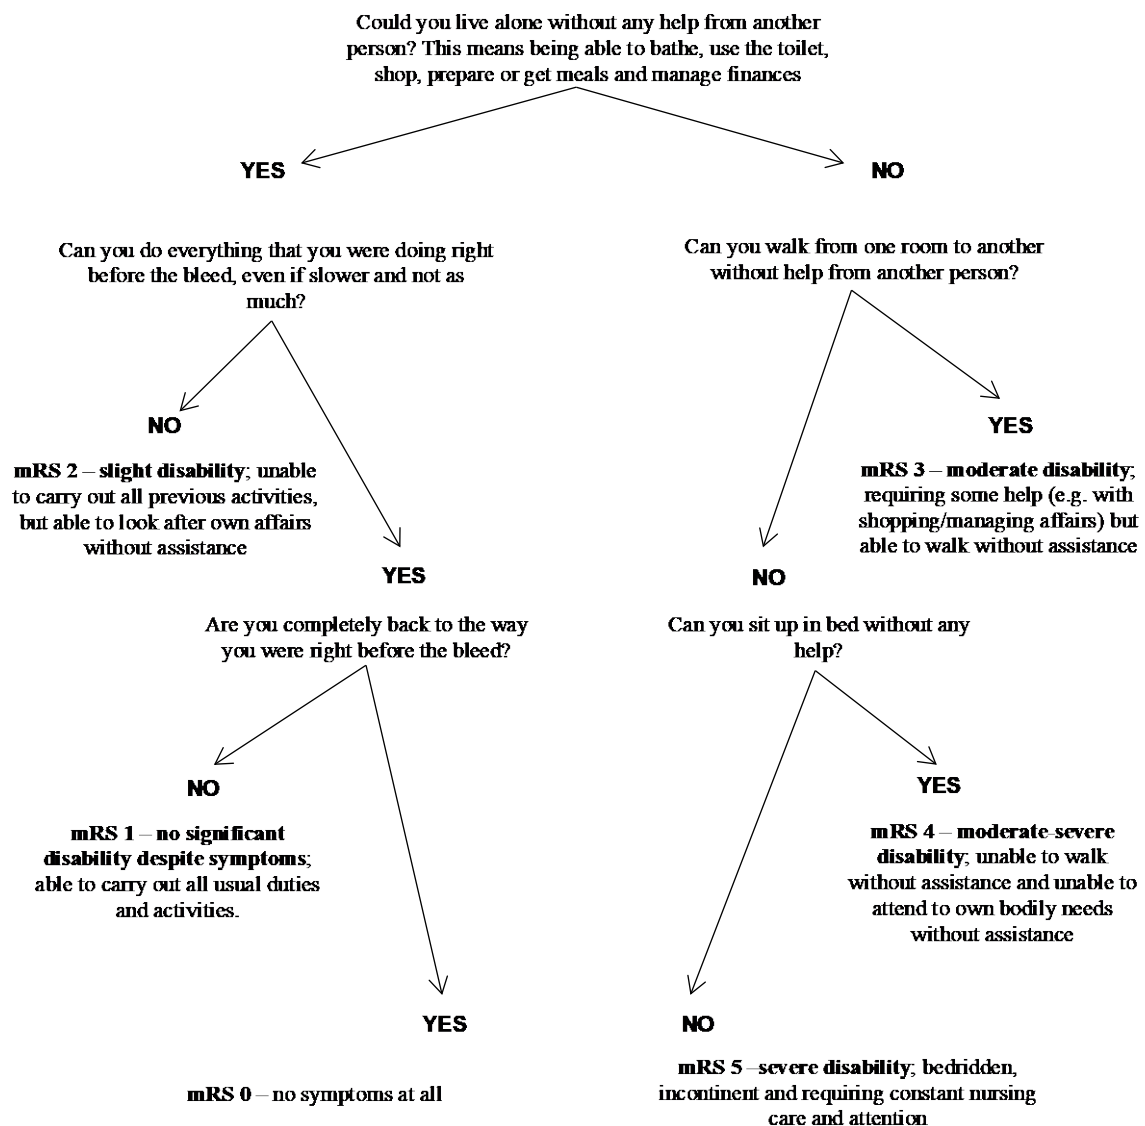 Could you live alone without any help from another
person? This means being able to bathe, use the toilet,
shop, prepare or get meals and manage finances
YES
NO
Can you do everything that you were doing right
before the bleed, even if slower and not as
much?
Can you walk from one room to another
without help from another person?
NO
mRS 2 – slight disability; unable
to carry out all previous activities,
but able to look after own affairs
without assistance
YES
mRS 3 – moderate disability;
requiring some help (e.g. with
shopping/managing affairs) but
able to walk without assistance
YES
Are you completely back to the way
you were right before the bleed?
NO
Can you sit up in bed without any
help?
NO
mRS 1 – no significant
disability despite symptoms;
able to carry out all usual duties
and activities.
YES
mRS 4 – moderate-severe
disability; unable to walk
without assistance and unable to
attend to own bodily needs
without assistance
YES
mRS 0 – no symptoms at all
NO
mRS 5 –severe disability; bedridden,
incontinent and requiring constant nursing
care and attention